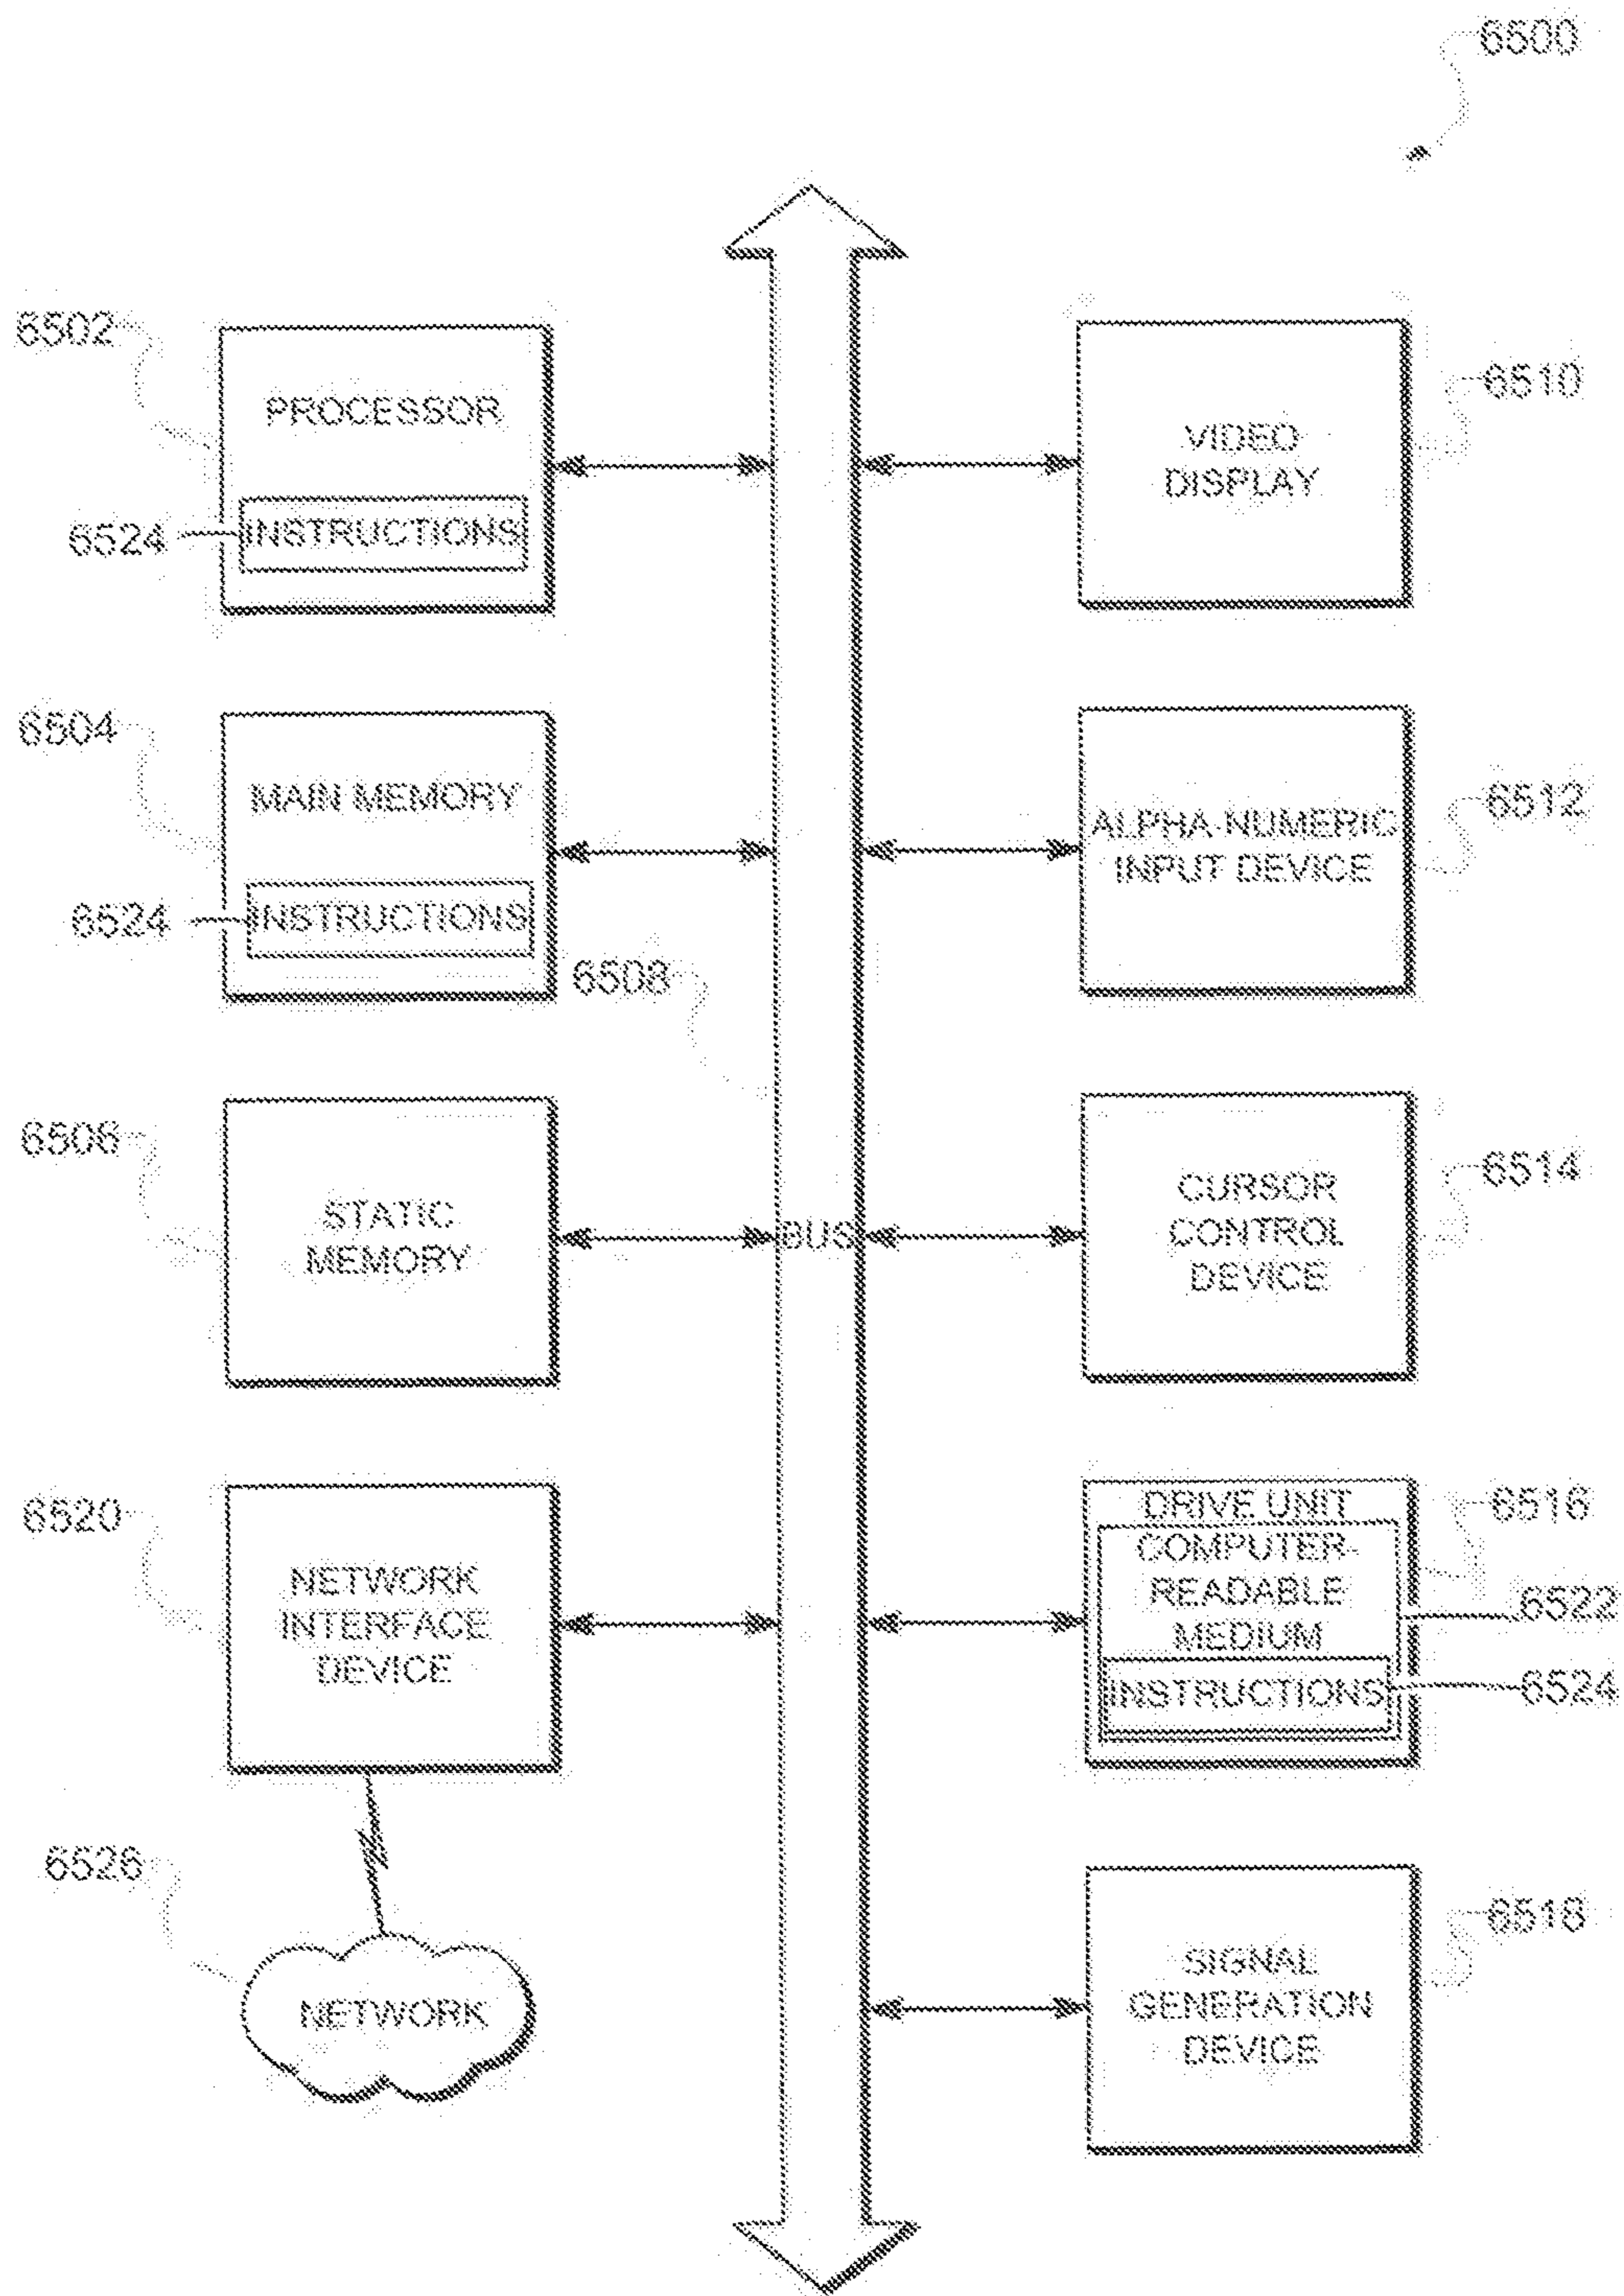 6500
6502
PROCESSOR
6524
INSTRUCTIONS
VIDEO
DISPLAY
6510
6504
MAIN MEMORY
6524
INSTRUCTIONS
ALPHA-NUMERIC
INPUT DEVICE
6512
6508
6506
STATIC
MEMORY
BUS
CURSOR
CONTROL
DEVICE
6514
6520
NETWORK
INTERFACE
DEVICE
DRIVE UNIT
COMPUTER-
READABLE
MEDIUM
INSTRUCTIONS
6516
6522
6524
6526
NETWORK
SIGNAL
GENERATION
DEVICE
6518